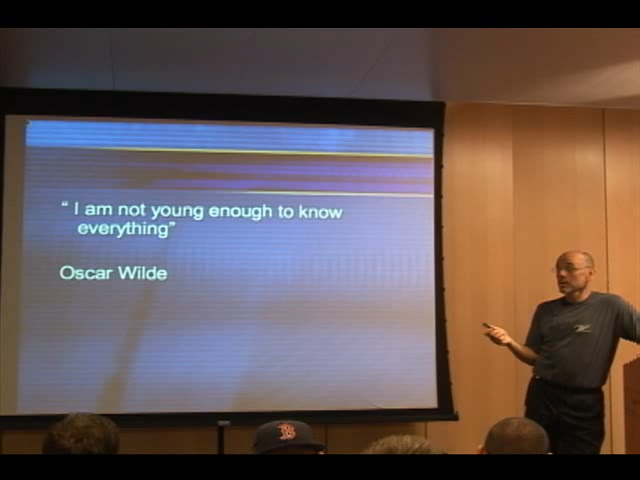 “ I am not young enough to know
everything”
Oscar Wilde
B